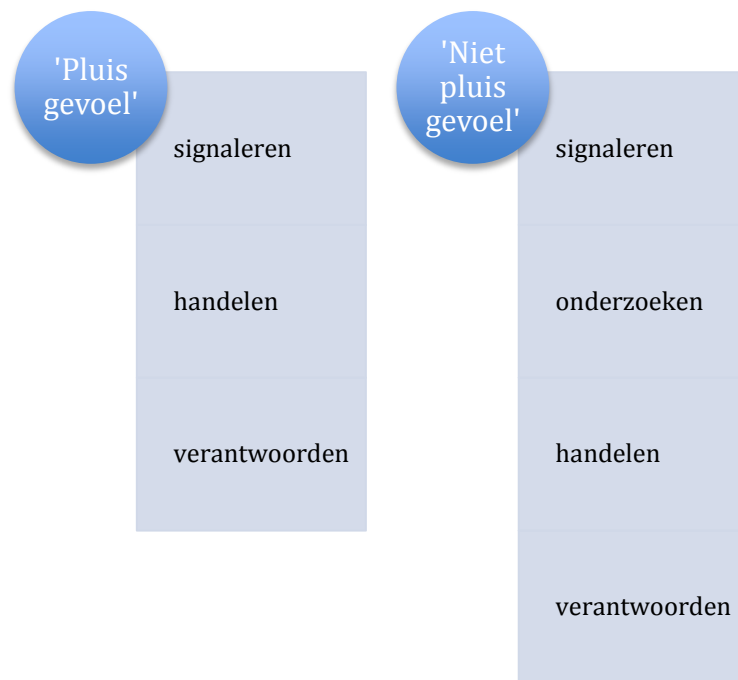 'Pluis
gevoel'
signaleren
handelen
verantwoorden
'Niet
pluis
gevoel'
signaleren
onderzoeken
handelen
verantwoorden